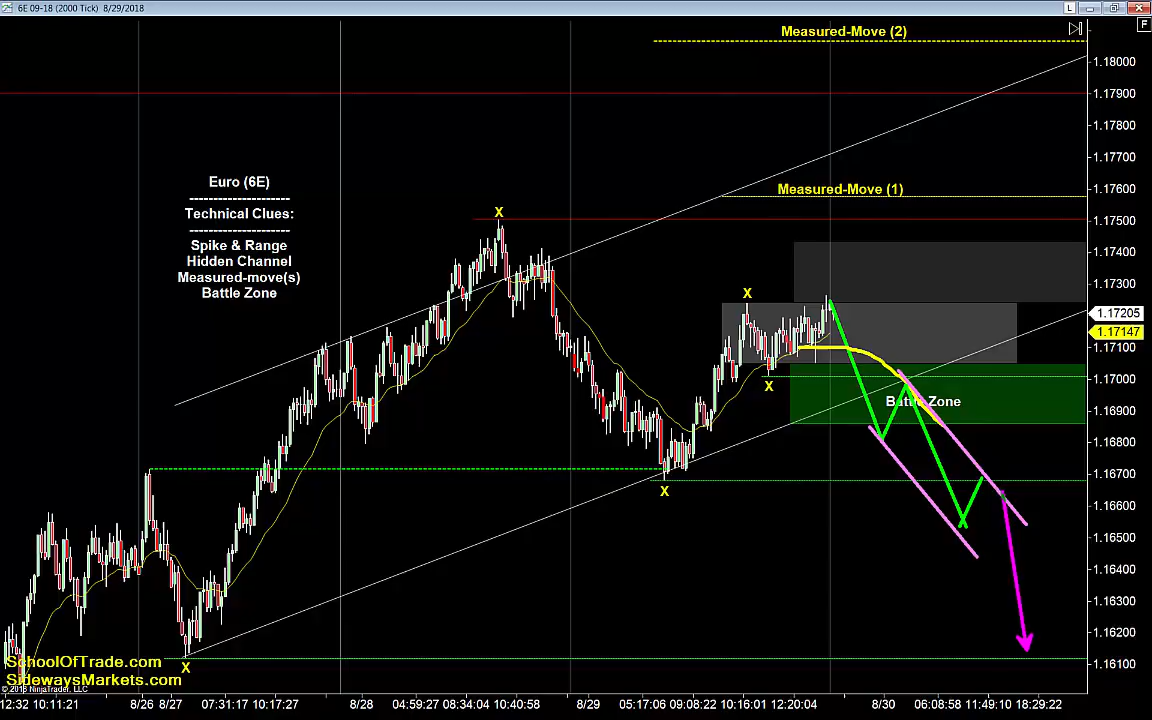 6E 09-18 (2000 Tick) 8/29/2018
L
F
Measured-Move (2)
1.18000
1.17900
1.17800
1.17700
1.17600
1.17500
1.17400
1.17300
1.17205
1.17147
1.17100
1.17000
1.16900
1.16800
1.16700
1.16600
1.16500
1.16400
1.16300
1.16200
1.16100
Measured-Move (1)
Euro (6E)
---------------------
Technical Clues:
---------------------
Spike & Range
Hidden Channel
Measured-move(s)
Battle Zone
X
X
X
X
X
Battle Zone
SchoolOfTrade.com
SidewaysMarkets.com
© 2018 NinjaTrader, LLC
12:32 10:11:21 8/26 8/27 07:31:17 10:17:27 8/28 04:59:27 08:34:04 10:40:58 8/29 05:17:06 09:08:22 10:16:01 12:20:04 8/30 06:08:58 11:49:10 18:29:22